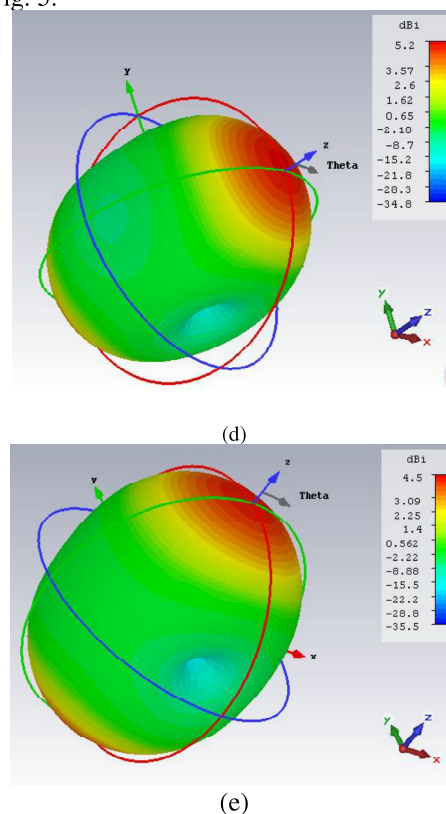 ig. 5.
dBi
5.2
3.57
2.6
1.62
0.65
-2.10
-8.7
-15.2
-21.8
-28.3
-34.8
Y
z
Theta
y
z
x
(d)
dBi
4.5
3.09
2.25
1.4
0.562
-2.22
-8.88
-15.5
-22.2
-28.8
-35.5
z
y
Theta
x
y
z
x
(e)